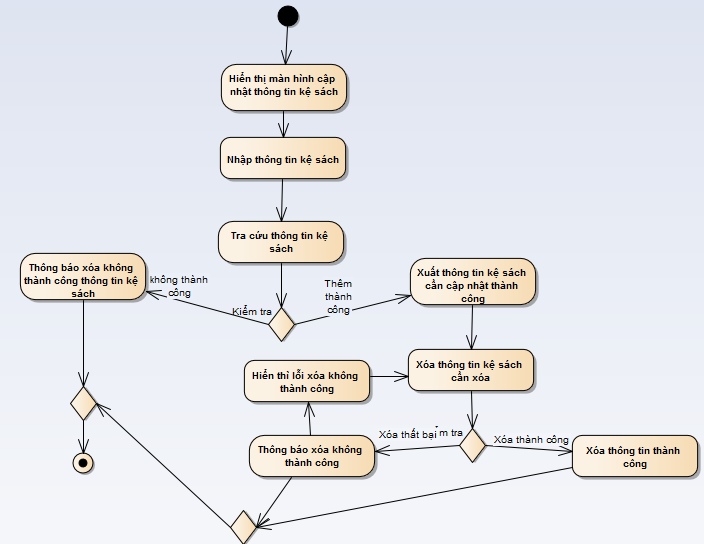 Hiển thị màn hình cập
nhật thông tin kệ sách
Nhập thông tin kệ sách
Tra cứu thông tin kệ
sách
Thông báo xóa không
thành công thông tin kệ
sách
không thành
công
Kiểm tra
Thêm
thành
công
Xuất thông tin kệ sách
cần cập nhật thành
công
Xóa thông tin kệ sách
cần xóa
Hiển thỉ lỗi xóa không
thành công
Xóa thất bại
m tra
Xóa thành công
Thông báo xóa không
thành công
Xóa thông tin thành
công